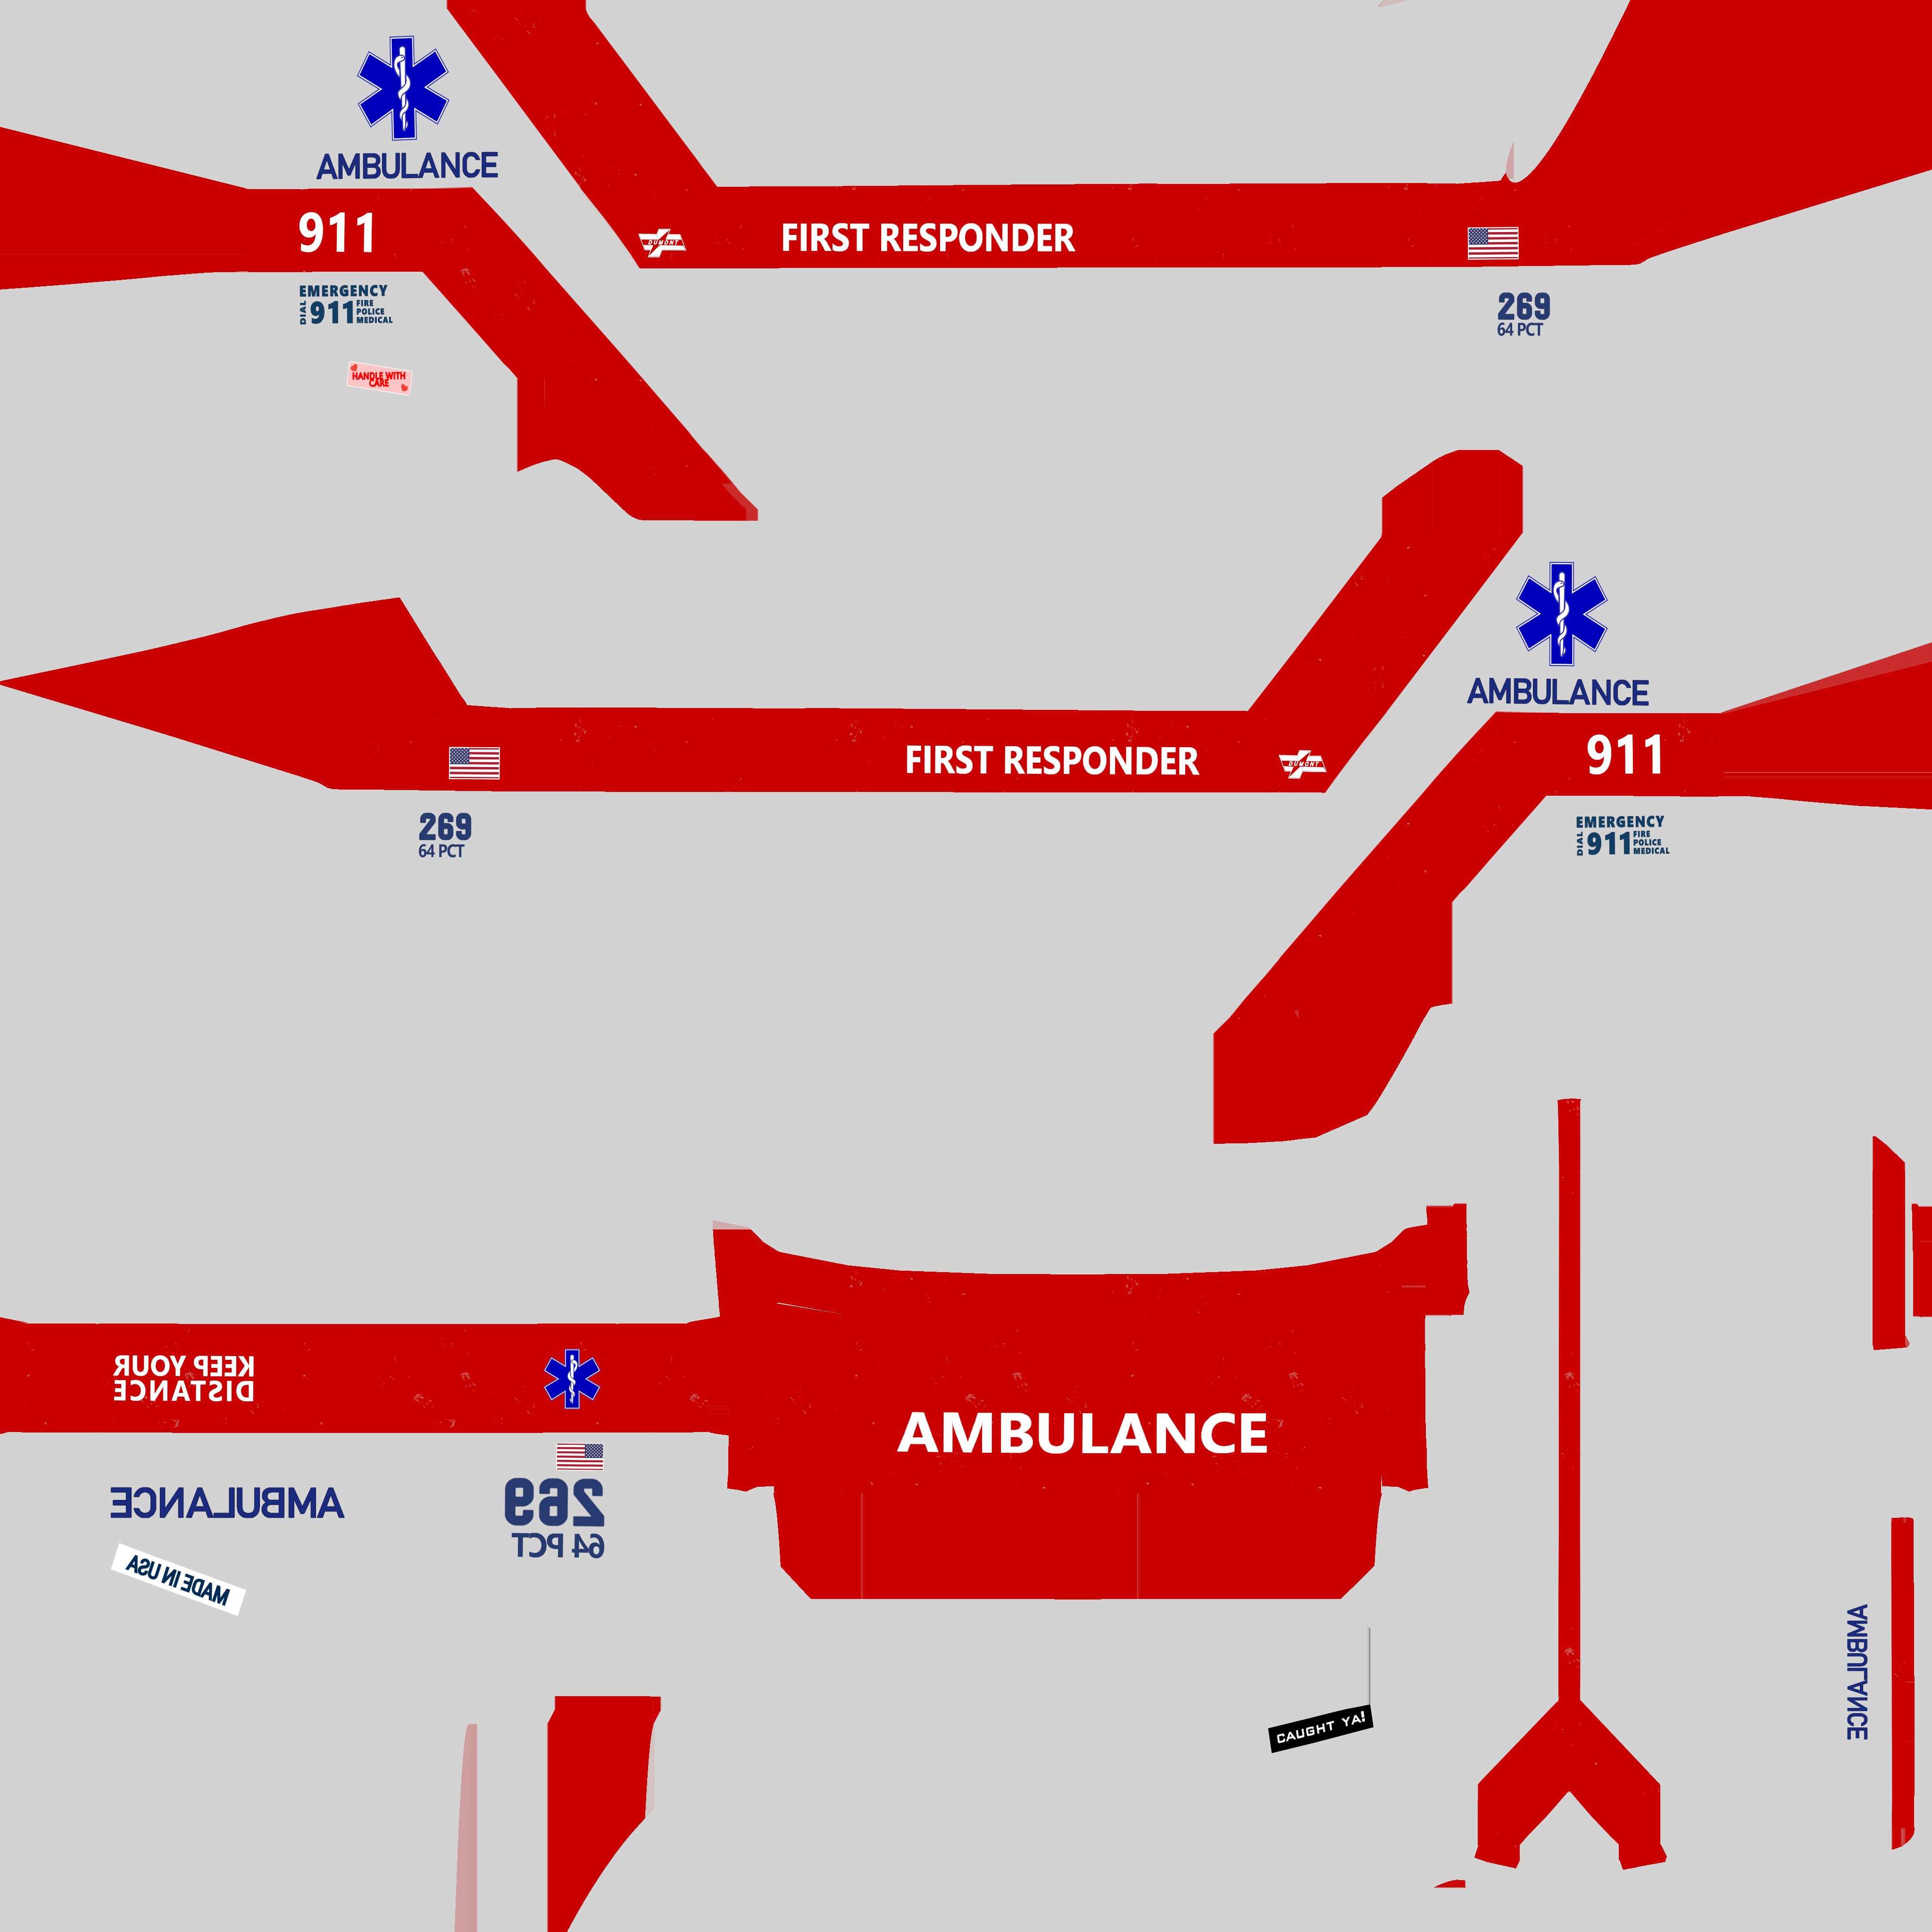 AMBULANCE
911
EMERGENCY
DIAL 911 FIRE
POLICE
MEDICAL
HANDLE WITH
CARE
DUMONT
FIRST RESPONDER
269
64 PCT
269
64 PCT
FIRST RESPONDER
DUMONT
AMBULANCE
911
EMERGENCY
DIAL 911 FIRE
POLICE
MEDICAL
KEEP YOUR
DISTANCE
AMBULANCE
269
64 PCT
MADE IN USA
AMBULANCE
CAUGHT YA!
AMBULANCE